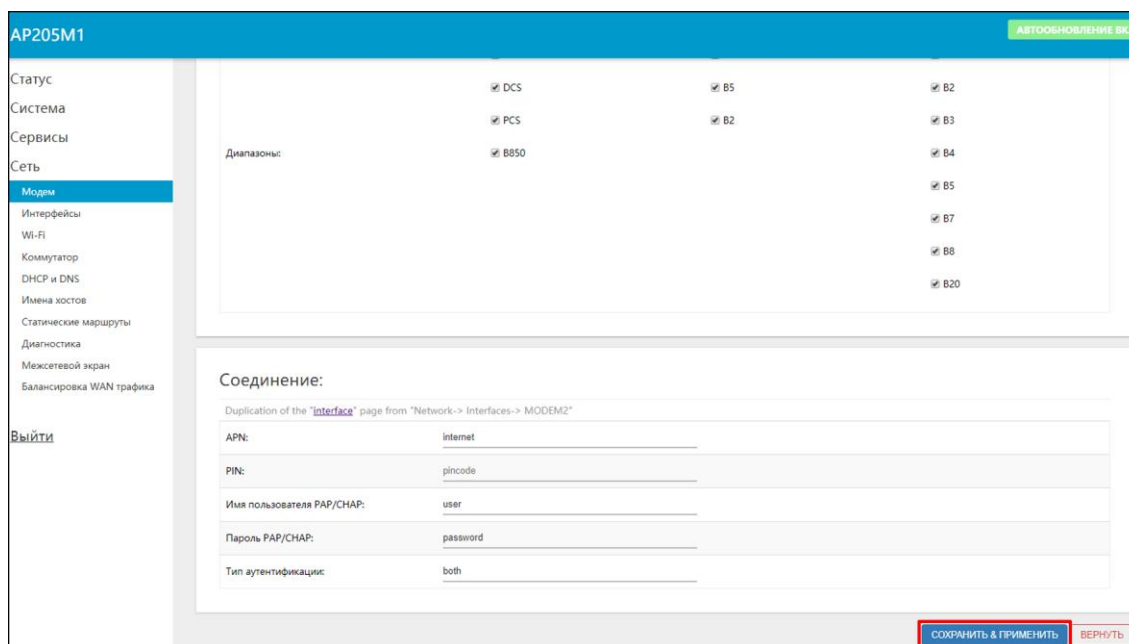 AP205M1
АВТООБНОВЛЕНИЕ ВК
Статус
Система
Сервисы
Сеть
Модем
Интерфейсы
Wi-Fi
Коммутатор
DHCP и DNS
Имена хостов
Статические маршруты
Диагностика
Межсетевой экран
Балансировка WAN трафика
Выйти
DCS B5 B2
PCS B2 B3
Диапазоны: B850 B4
B5
B7
B8
B20
Соединение:
Duplication of the "interface" page from "Network-> Interfaces-> MODEM2"
APN: internet
PIN: pincode
Имя пользователя PAP/CHAP: user
Пароль PAP/CHAP: password
Тип аутентификации: both
СОХРАНИТЬ & ПРИМЕНИТЬ ВЕРНУТЬ